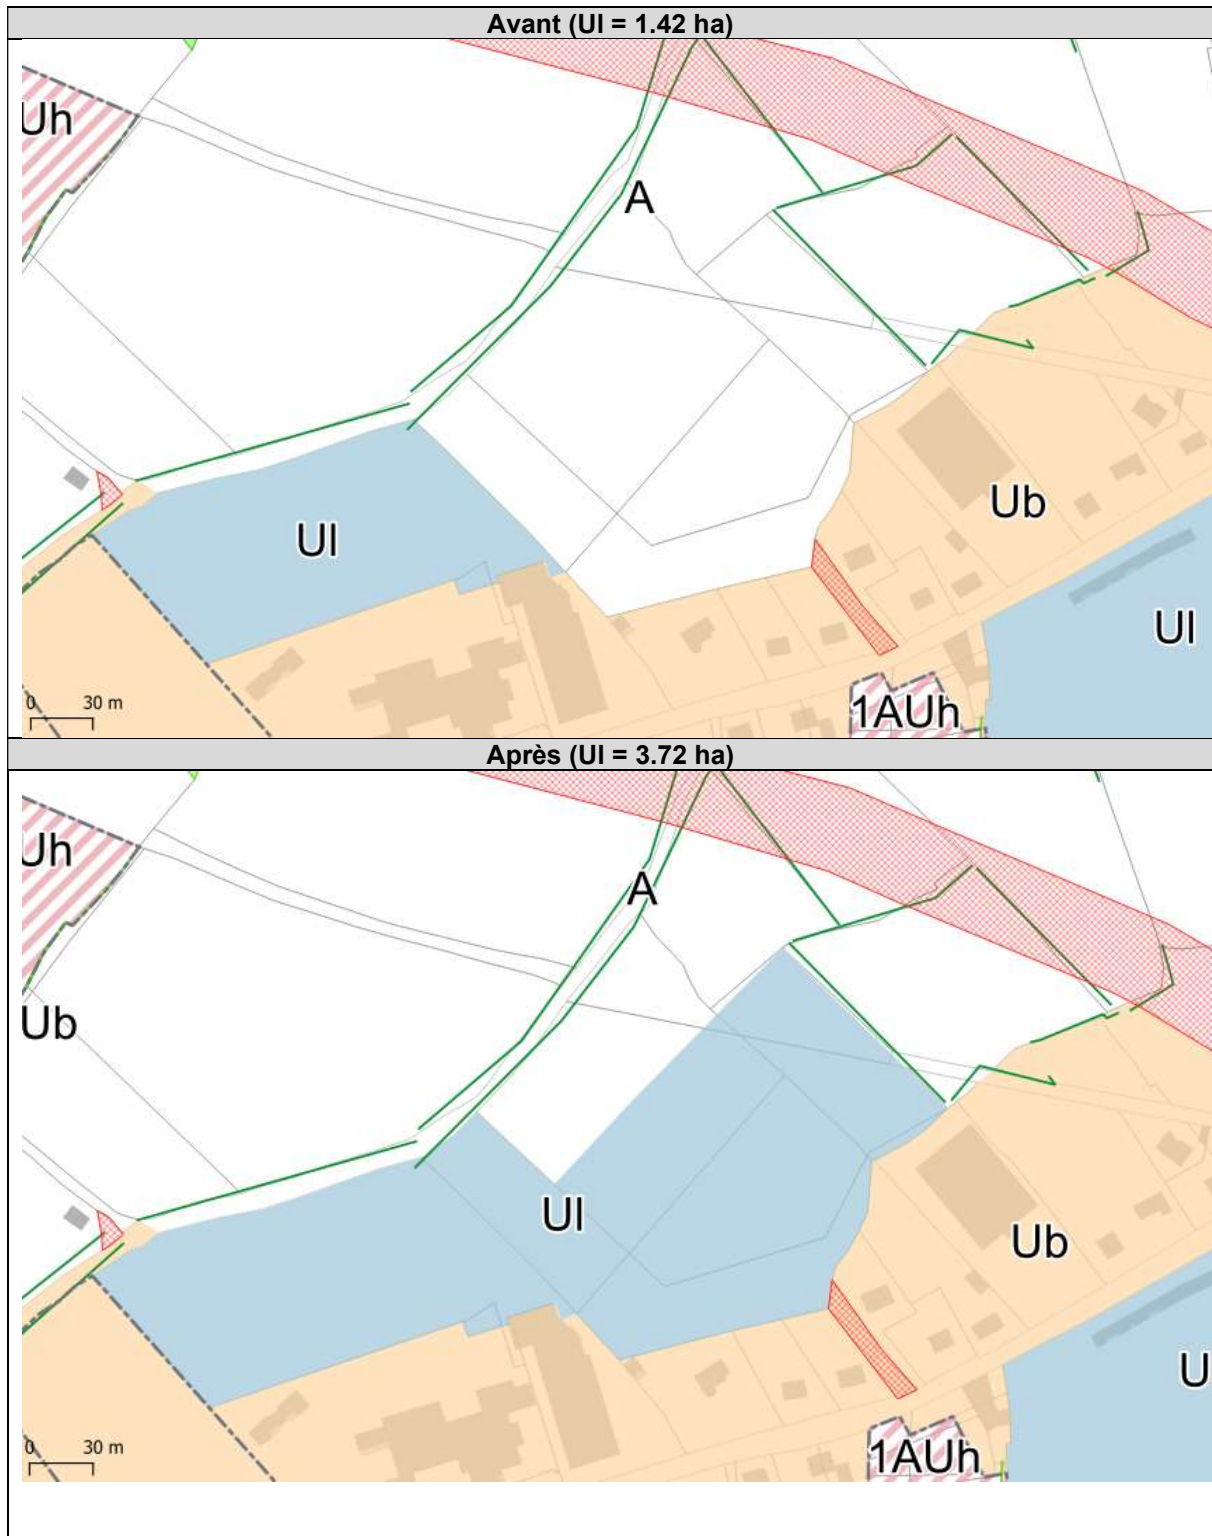 Avant (Ul = 1.42 ha)
Uh
A
Ul
Ub
Ul
1AUh
0 30 m
Après (Ul = 3.72 ha)
Uh
A
Ub
Ul
Ub
U
1AUh
0 30 m